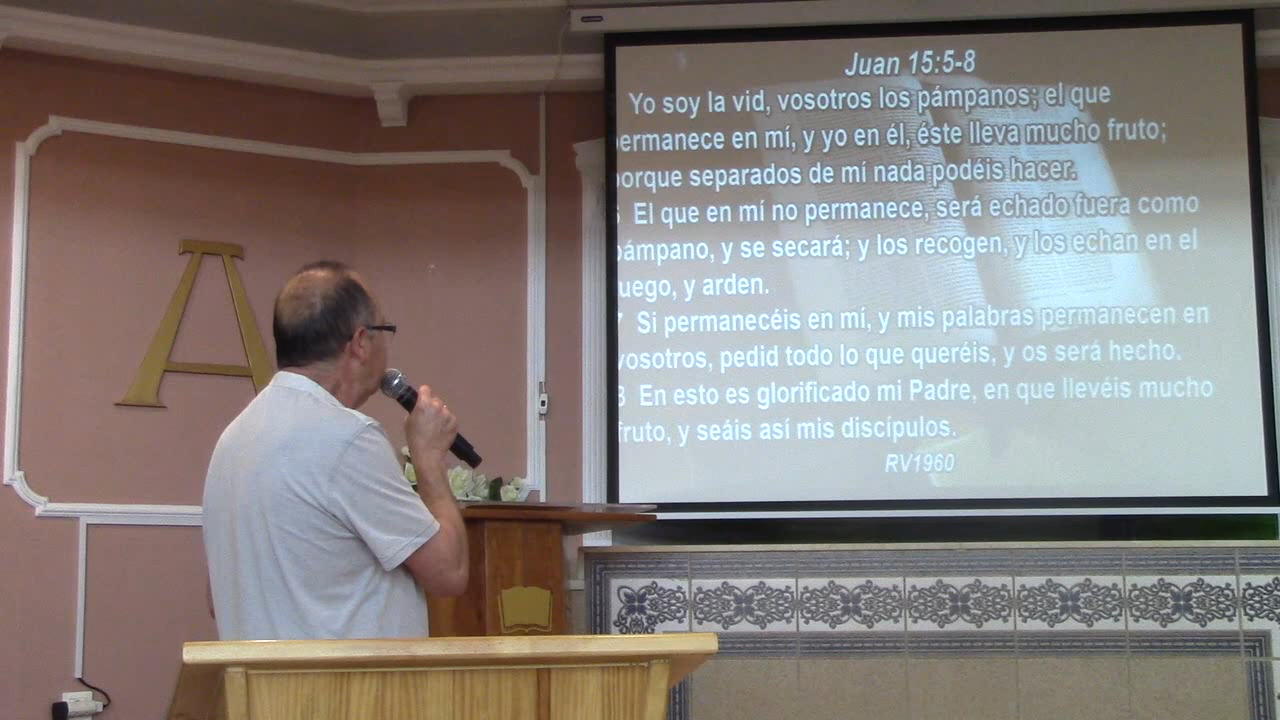 A
Juan 15:5-8
Yo soy la vid, vosotros los pámpanos; el que
ermanece en mí, y yo en él, éste lleva mucho fruto;
porque separados de mí nada podéis hacer.
El que en mí no permanece, será echado fuera como
pámpano, y se secará; y los recogen, y los echan en el
uego, y arden.
7 Si permanecéis en mí, y mis palabras permanecen en
vosotros, pedid todo lo que queréis, y os será hecho.
8 En esto es glorificado mi Padre, en que llevéis mucho
fruto, y seáis así mis discípulos.
RV1960